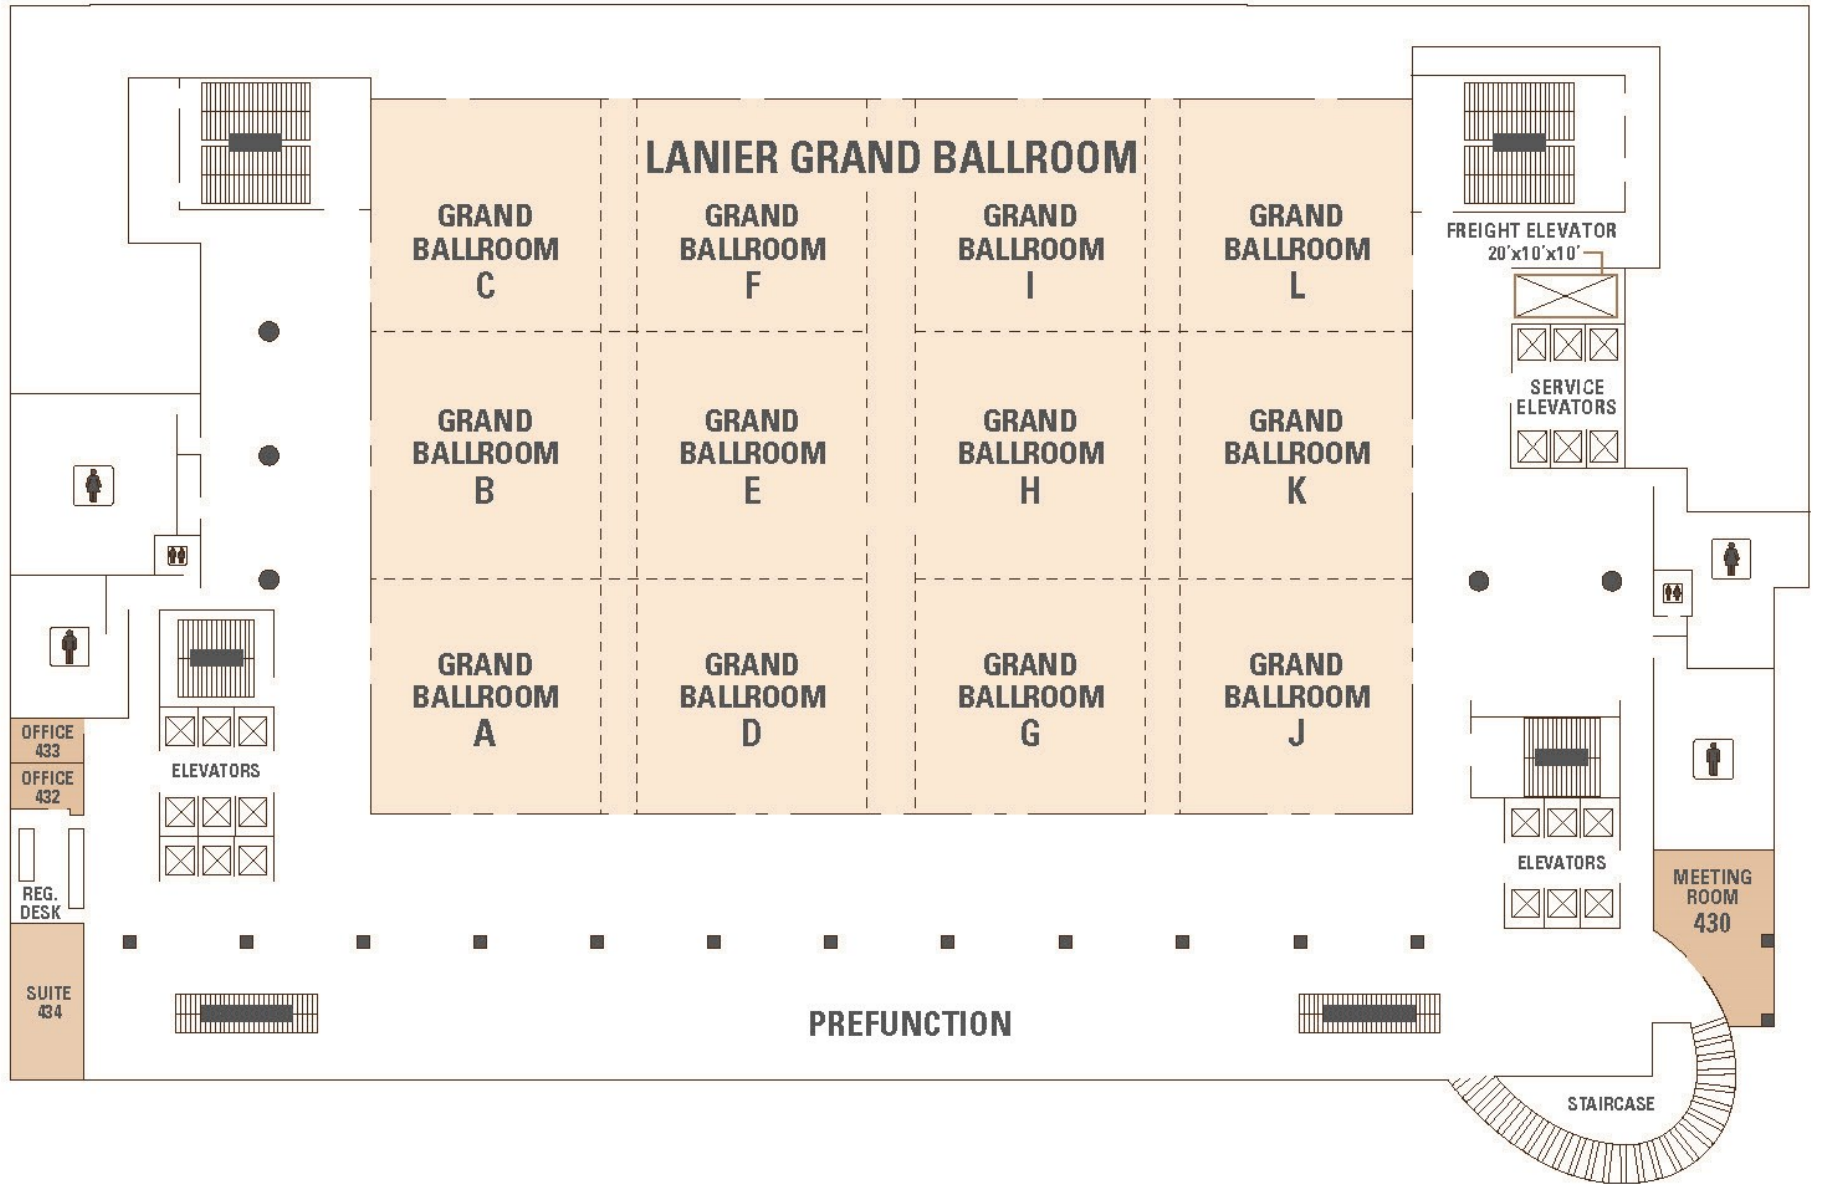 LANIER GRAND BALLROOM
GRAND
BALLROOM
C
GRAND
BALLROOM
F
GRAND
BALLROOM
I
GRAND
BALLROOM
L
FREIGHT ELEVATOR
20'x10'x10'
SERVICE
ELEVATORS
GRAND
BALLROOM
B
GRAND
BALLROOM
E
GRAND
BALLROOM
H
GRAND
BALLROOM
K
GRAND
BALLROOM
A
GRAND
BALLROOM
D
GRAND
BALLROOM
G
GRAND
BALLROOM
J
OFFICE
433
OFFICE
432
ELEVATORS
REG.
DESK
ELEVATORS
MEETING
ROOM
430
SUITE
434
PREFUNCTION
STAIRCASE